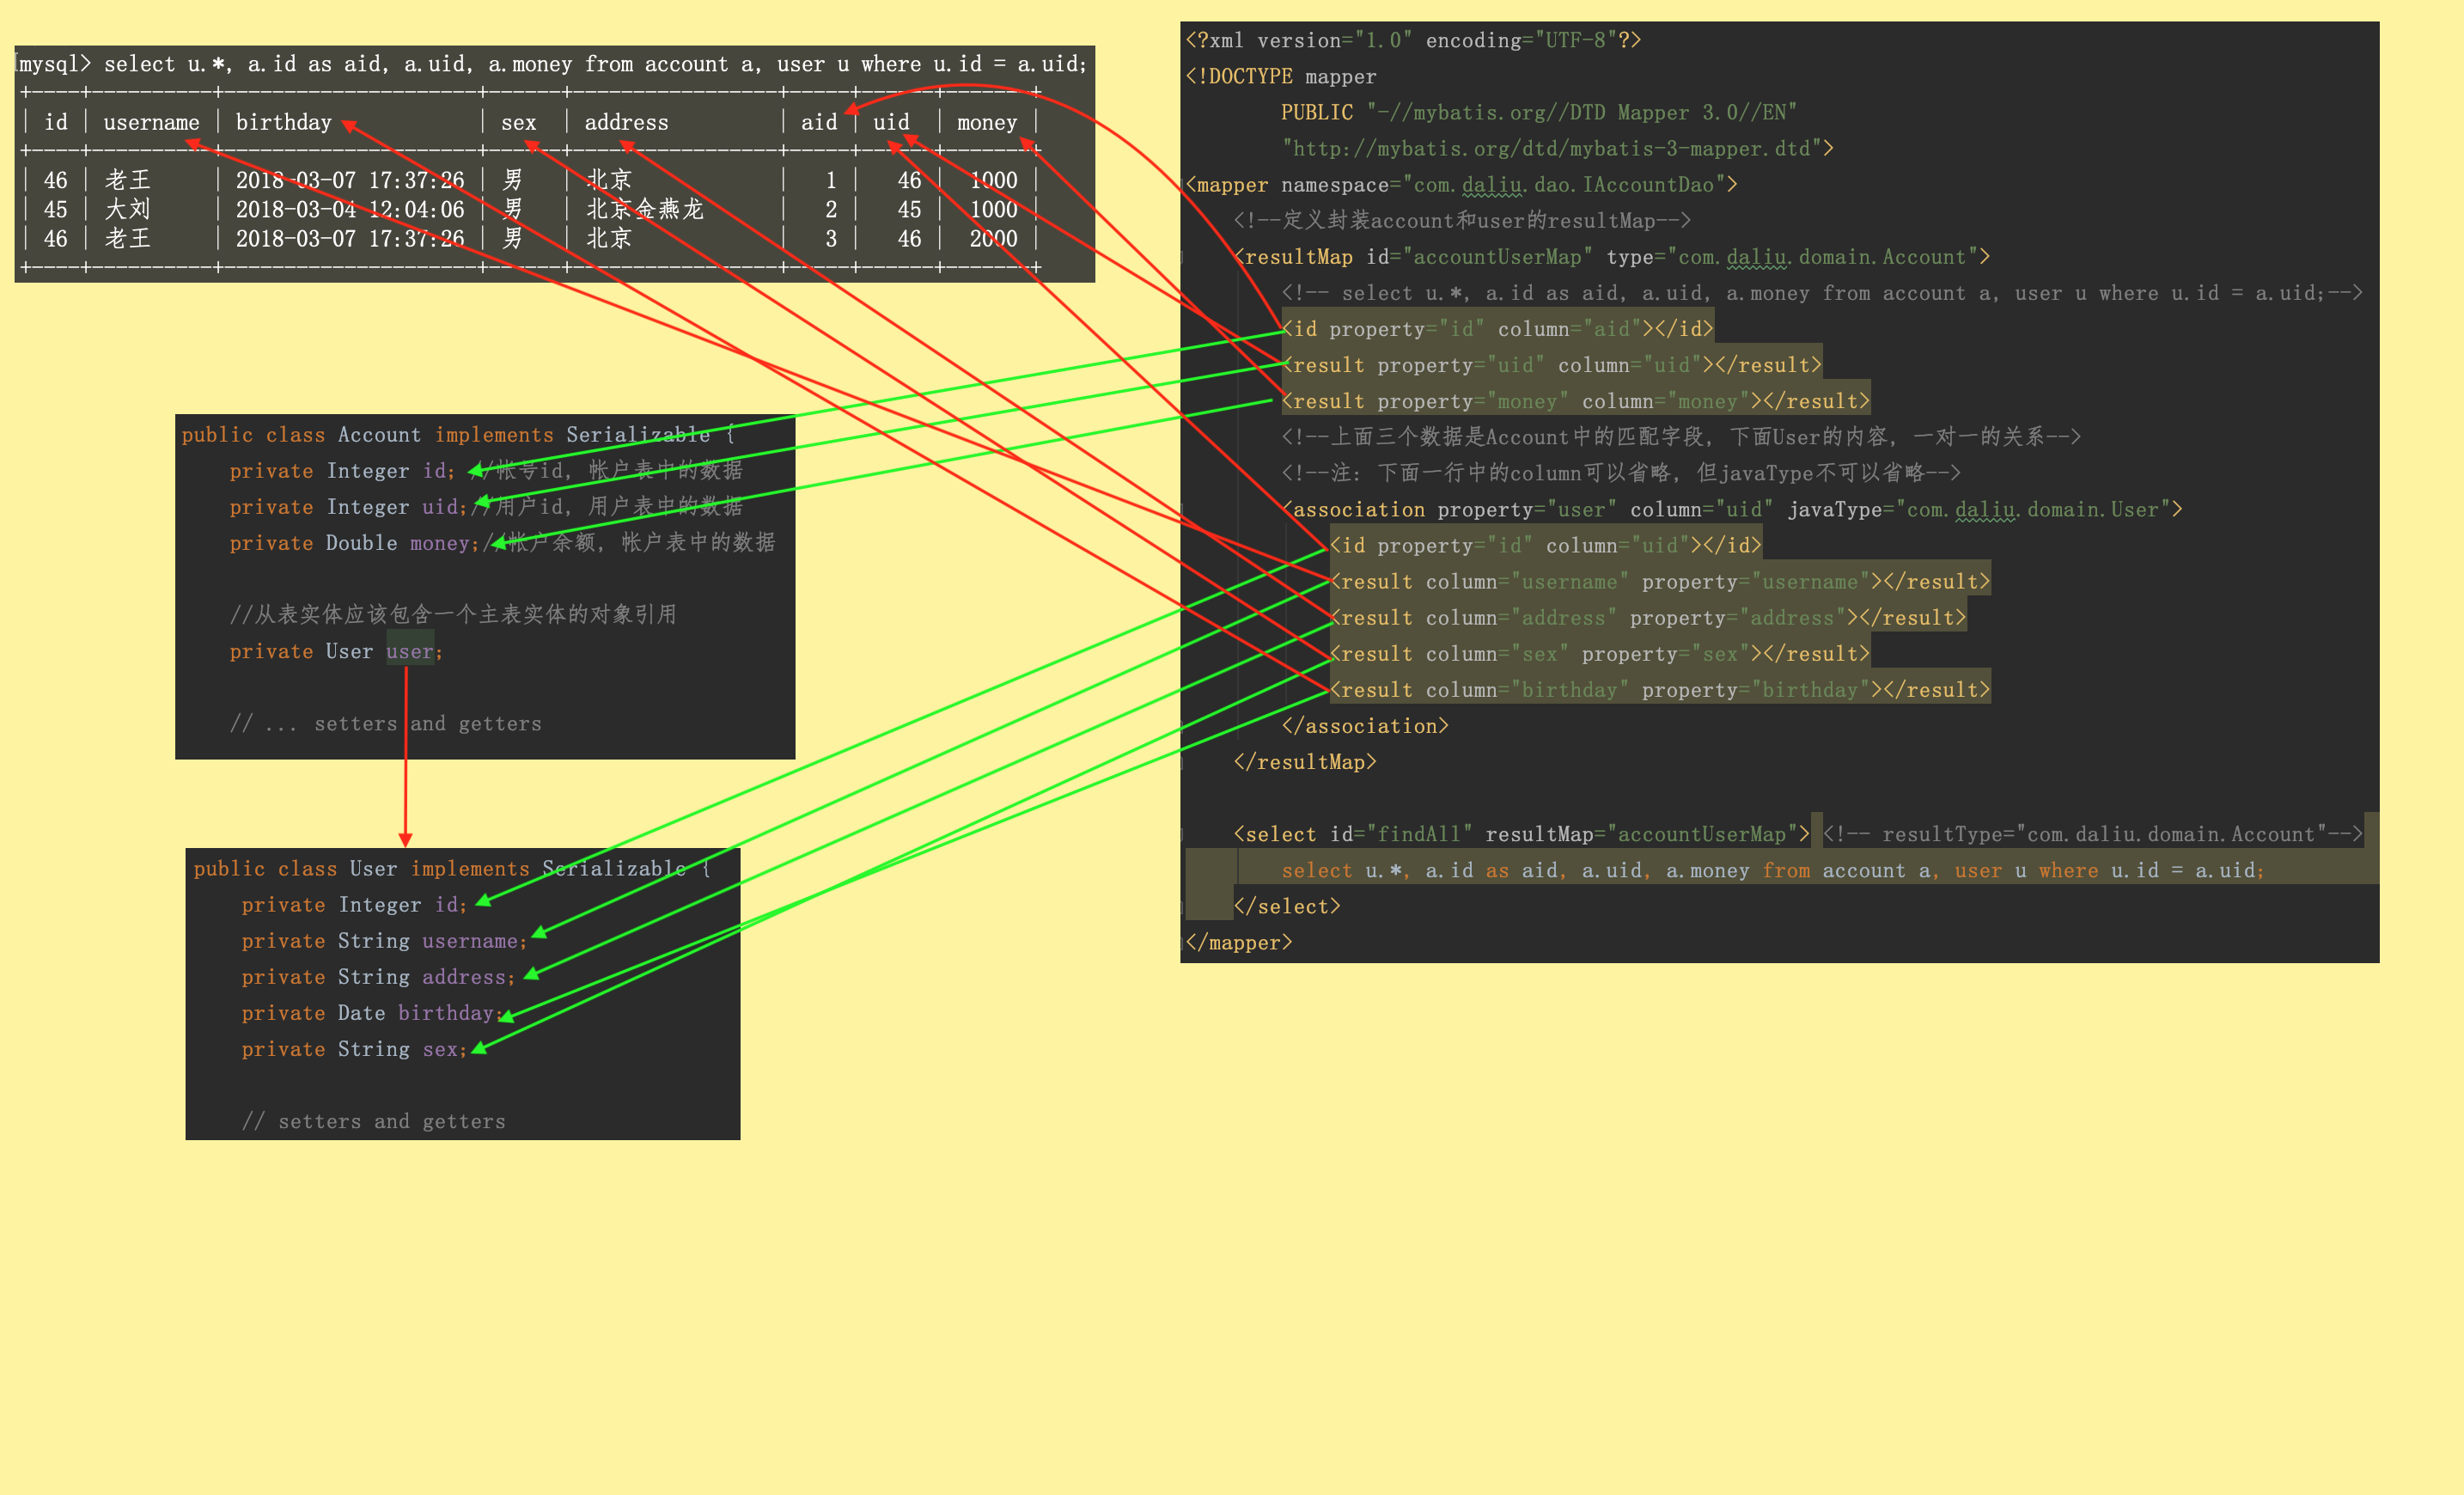 mysql> select u.*, a.id as aid, a.uid, a.money from account a, user u where u.id = a.uid;
+----+----------+---------------------+------+-----------------+-----+------+-------+
| id | username | birthday | sex | address | aid | uid | money |
+----+----------+---------------------+------+-----------------+-----+------+-------+
| 46 | 老王 | 2018-03-07 17:37:26 | 男 | 北京 | 1 | 46 | 1000 |
| 45 | 大刘 | 2018-03-04 12:04:06 | 男 | 北京金燕龙 | 2 | 45 | 1000 |
| 46 | 老王 | 2018-03-07 17:37:26 | 男 | 北京 | 3 | 46 | 2000 |
+----+----------+---------------------+------+-----------------+-----+------+-------+
public class Account implements Serializable {
private Integer id; //帐号id, 帐户表中的数据
private Integer uid;//用户id, 用户表中的数据
private Double money;//帐户余额, 帐户表中的数据
//从表实体应该包含一个主表实体的对象引用
private User user;
// ... setters and getters
public class User implements Serializable {
private Integer id;
private String username;
private String address;
private Date birthday;
private String sex;
// setters and getters
<?xml version="1.0" encoding="UTF-8"?>
<!DOCTYPE mapper
PUBLIC "-//mybatis.org//DTD Mapper 3.0//EN"
"http://mybatis.org/dtd/mybatis-3-mapper.dtd">
<mapper namespace="com.daliu.dao.IAccountDao">
<!--定义封装account和user的resultMap-->
<resultMap id="accountUserMap" type="com.daliu.domain.Account">
<!-- select u.*, a.id as aid, a.uid, a.money from account a, user u where u.id = a.uid;-->
<id property="id" column="aid"></id>
<result property="uid" column="uid"></result>
<result property="money" column="money"></result>
<!--上面三个数据是Account中的匹配字段, 下面User的内容, 一对一的关系-->
<!--注: 下面一行中的column可以省略, 但javaType不可以省略-->
<association property="user" column="uid" javaType="com.daliu.domain.User">
<id property="id" column="uid"></id>
<result column="username" property="username"></result>
<result column="address" property="address"></result>
<result column="sex" property="sex"></result>
<result column="birthday" property="birthday"></result>
</association>
</resultMap>
<select id="findAll" resultMap="accountUserMap"> <!-- resultType="com.daliu.domain.Account"-->
select u.*, a.id as aid, a.uid, a.money from account a, user u where u.id = a.uid;
</select>
</mapper>